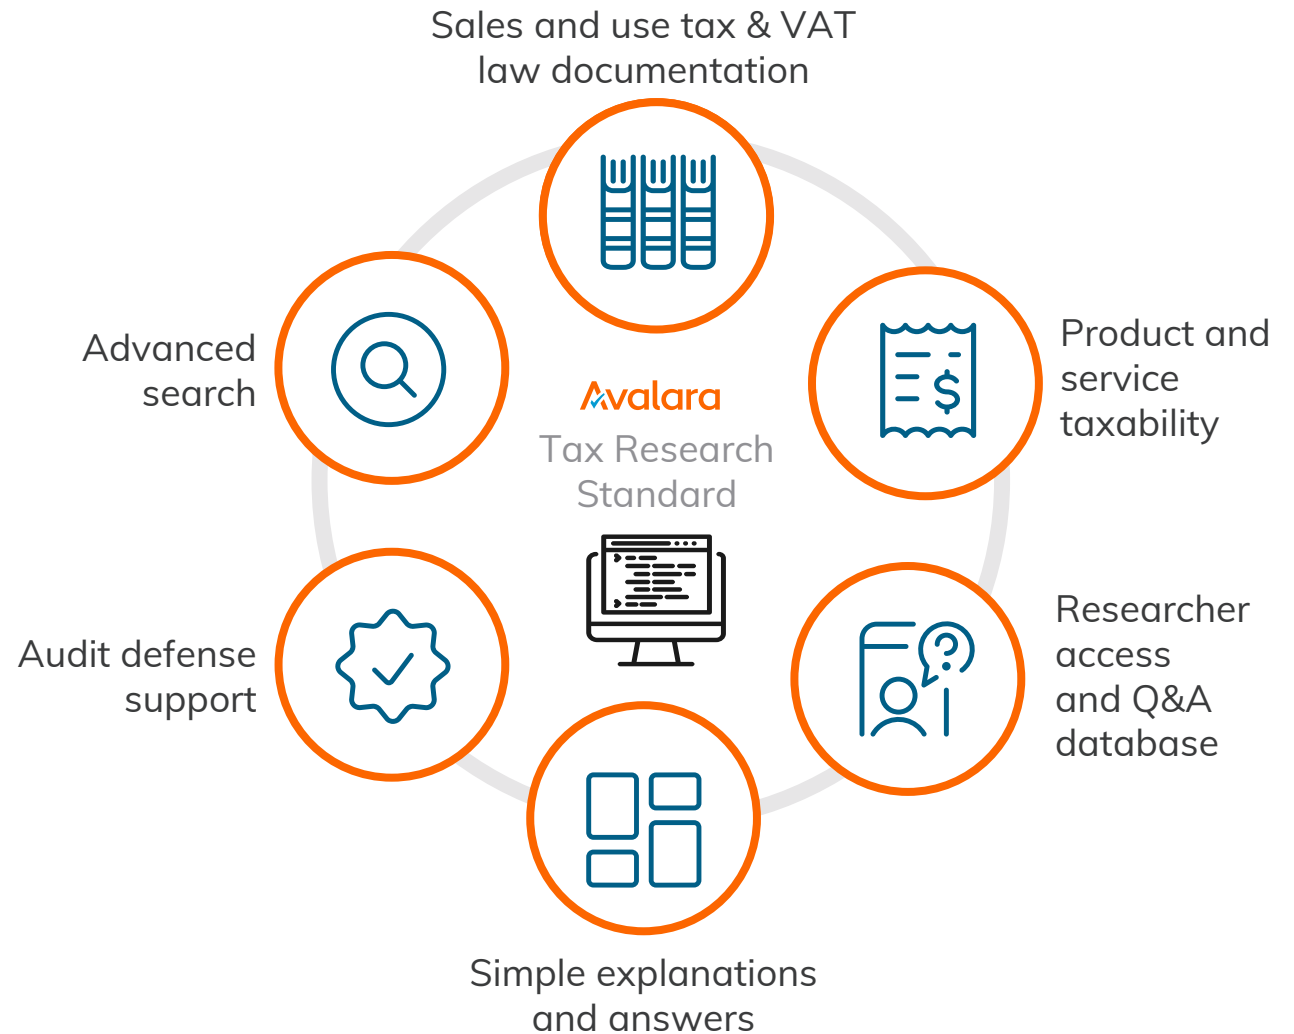 Sales and use tax & VAT
law documentation
Product and
service
taxability
Researcher
access
and Q&A
database
Simple explanations
and answers
Audit defense
support
Advanced
search
Avalara
Tax Research
Standard
$
?